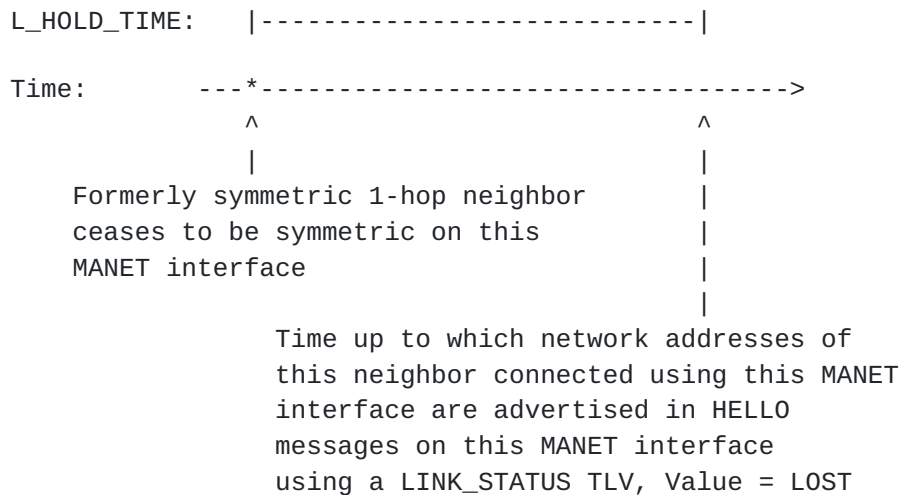 L_HOLD_TIME:   |----------------------------|
Time:       ---*---------------------------------->
               ^                            ^
               |                            |
    Formerly symmetric 1-hop neighbor       |
    ceases to be symmetric on this          |
    MANET interface                         |
                                            |
                 Time up to which network addresses of
                 this neighbor connected using this MANET
                 interface are advertised in HELLO
                 messages on this MANET interface
                 using a LINK_STATUS TLV, Value = LOST